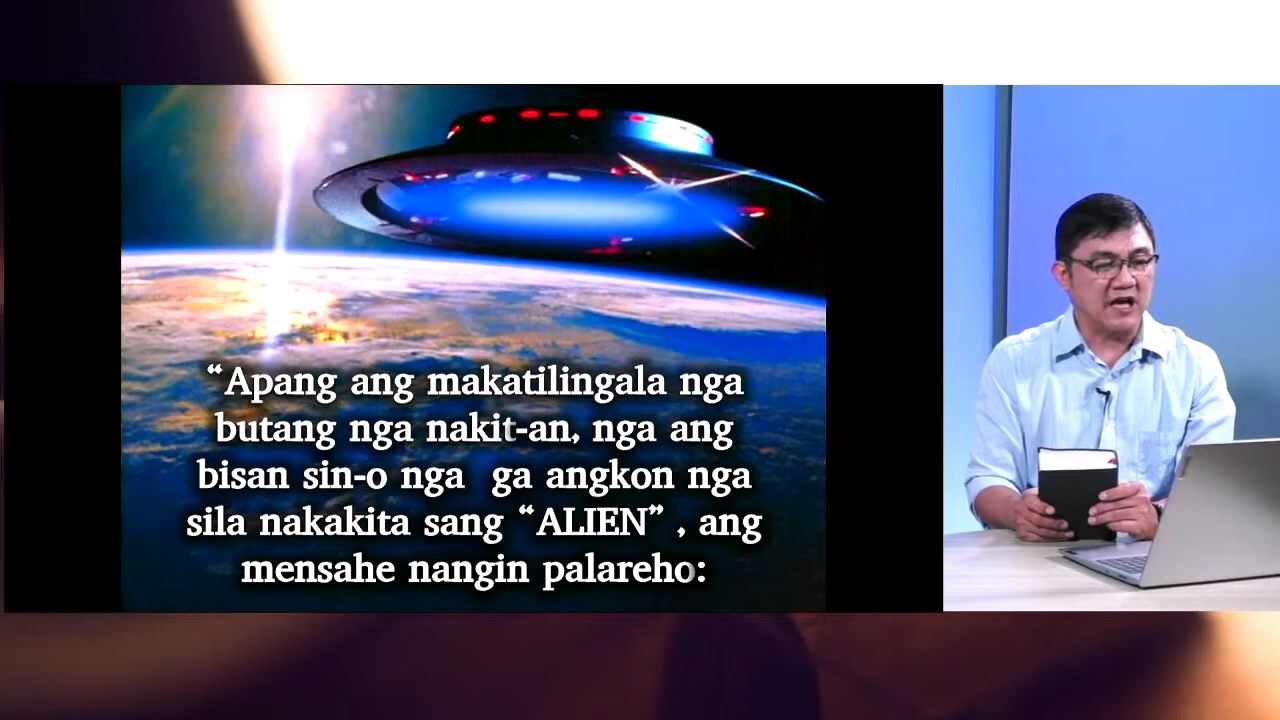 “Apang ang makatilingala nga
butang nga nakit-an, nga ang
bisan sin-o nga  ga angkon nga
sila nakakita sang “ALIEN” , ang
mensahe nangin palareho: